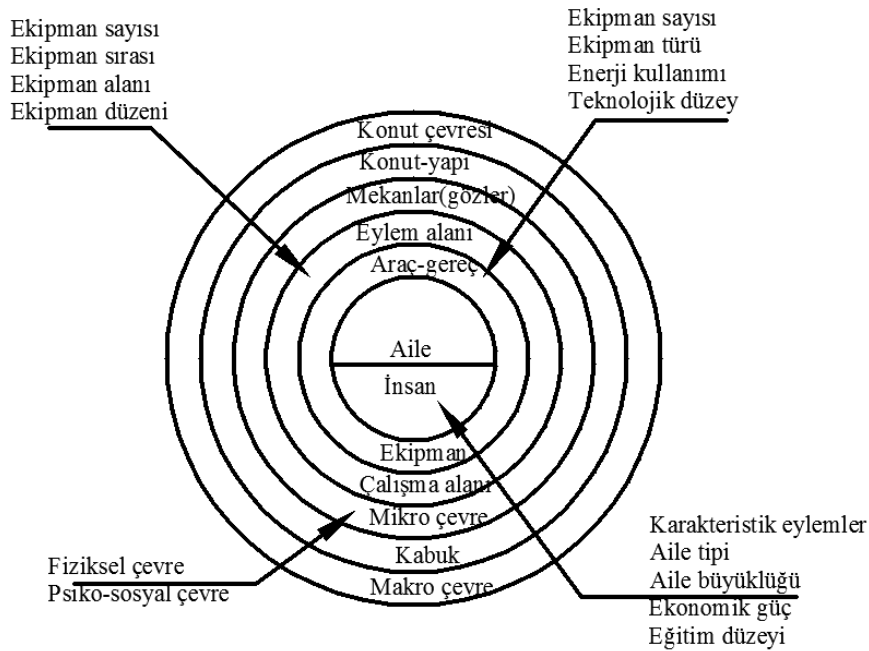 Ekipman sayısı
Ekipman sırası
Ekipman alanı
Ekipman düzeni
Ekipman sayısı
Ekipman türü
Enerji kullanımı
Teknolojik düzey
Konut çevresi
Konut-yapı
Mekanlar(gözler)
Eylem alanı
Araç-gereç
Aile
İnsan
Ekipman
Çalışma alanı
Mikro çevre
Kabuk
Makro çevre
Fiziksel çevre
Psiko-sosyal çevre
Karakteristik eylemler
Aile tipi
Aile büyüklüğü
Ekonomik güç
Eğitim düzeyi